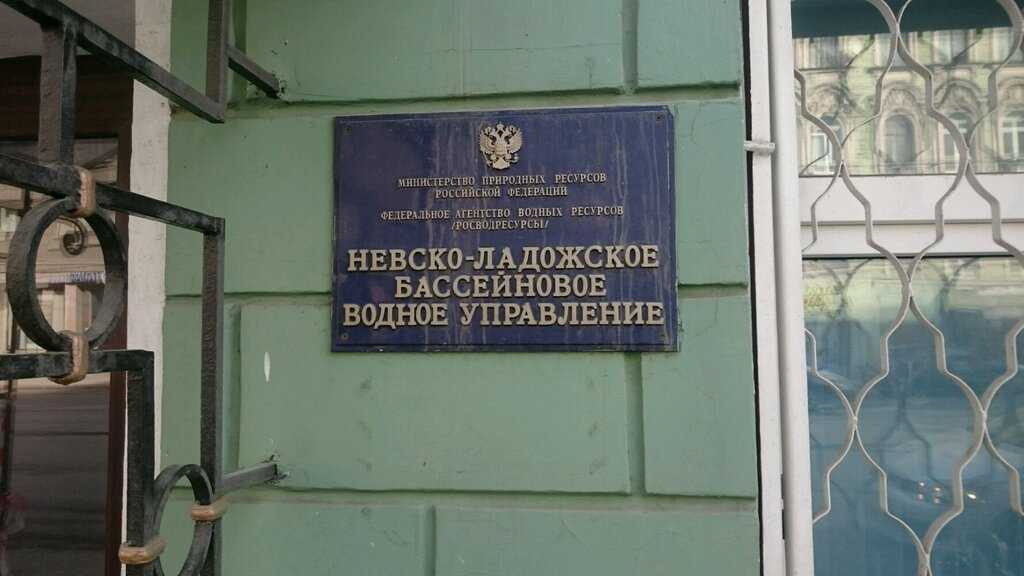 МИНИСТЕРСТВО ПРИРОДНЫХ РЕСУРСОВ
РОССИЙСКОЙ ФЕДЕРАЦИИ
ФЕДЕРАЛЬНОЕ АГЕНТСТВО ВОДНЫХ РЕСУРСОВ
/РОСВОДРЕСУРСЫ/
НЕВСКО-ЛАДОЖСКОЕ
БАССЕЙНОВОЕ
ВОДНОЕ УПРАВЛЕНИЕ